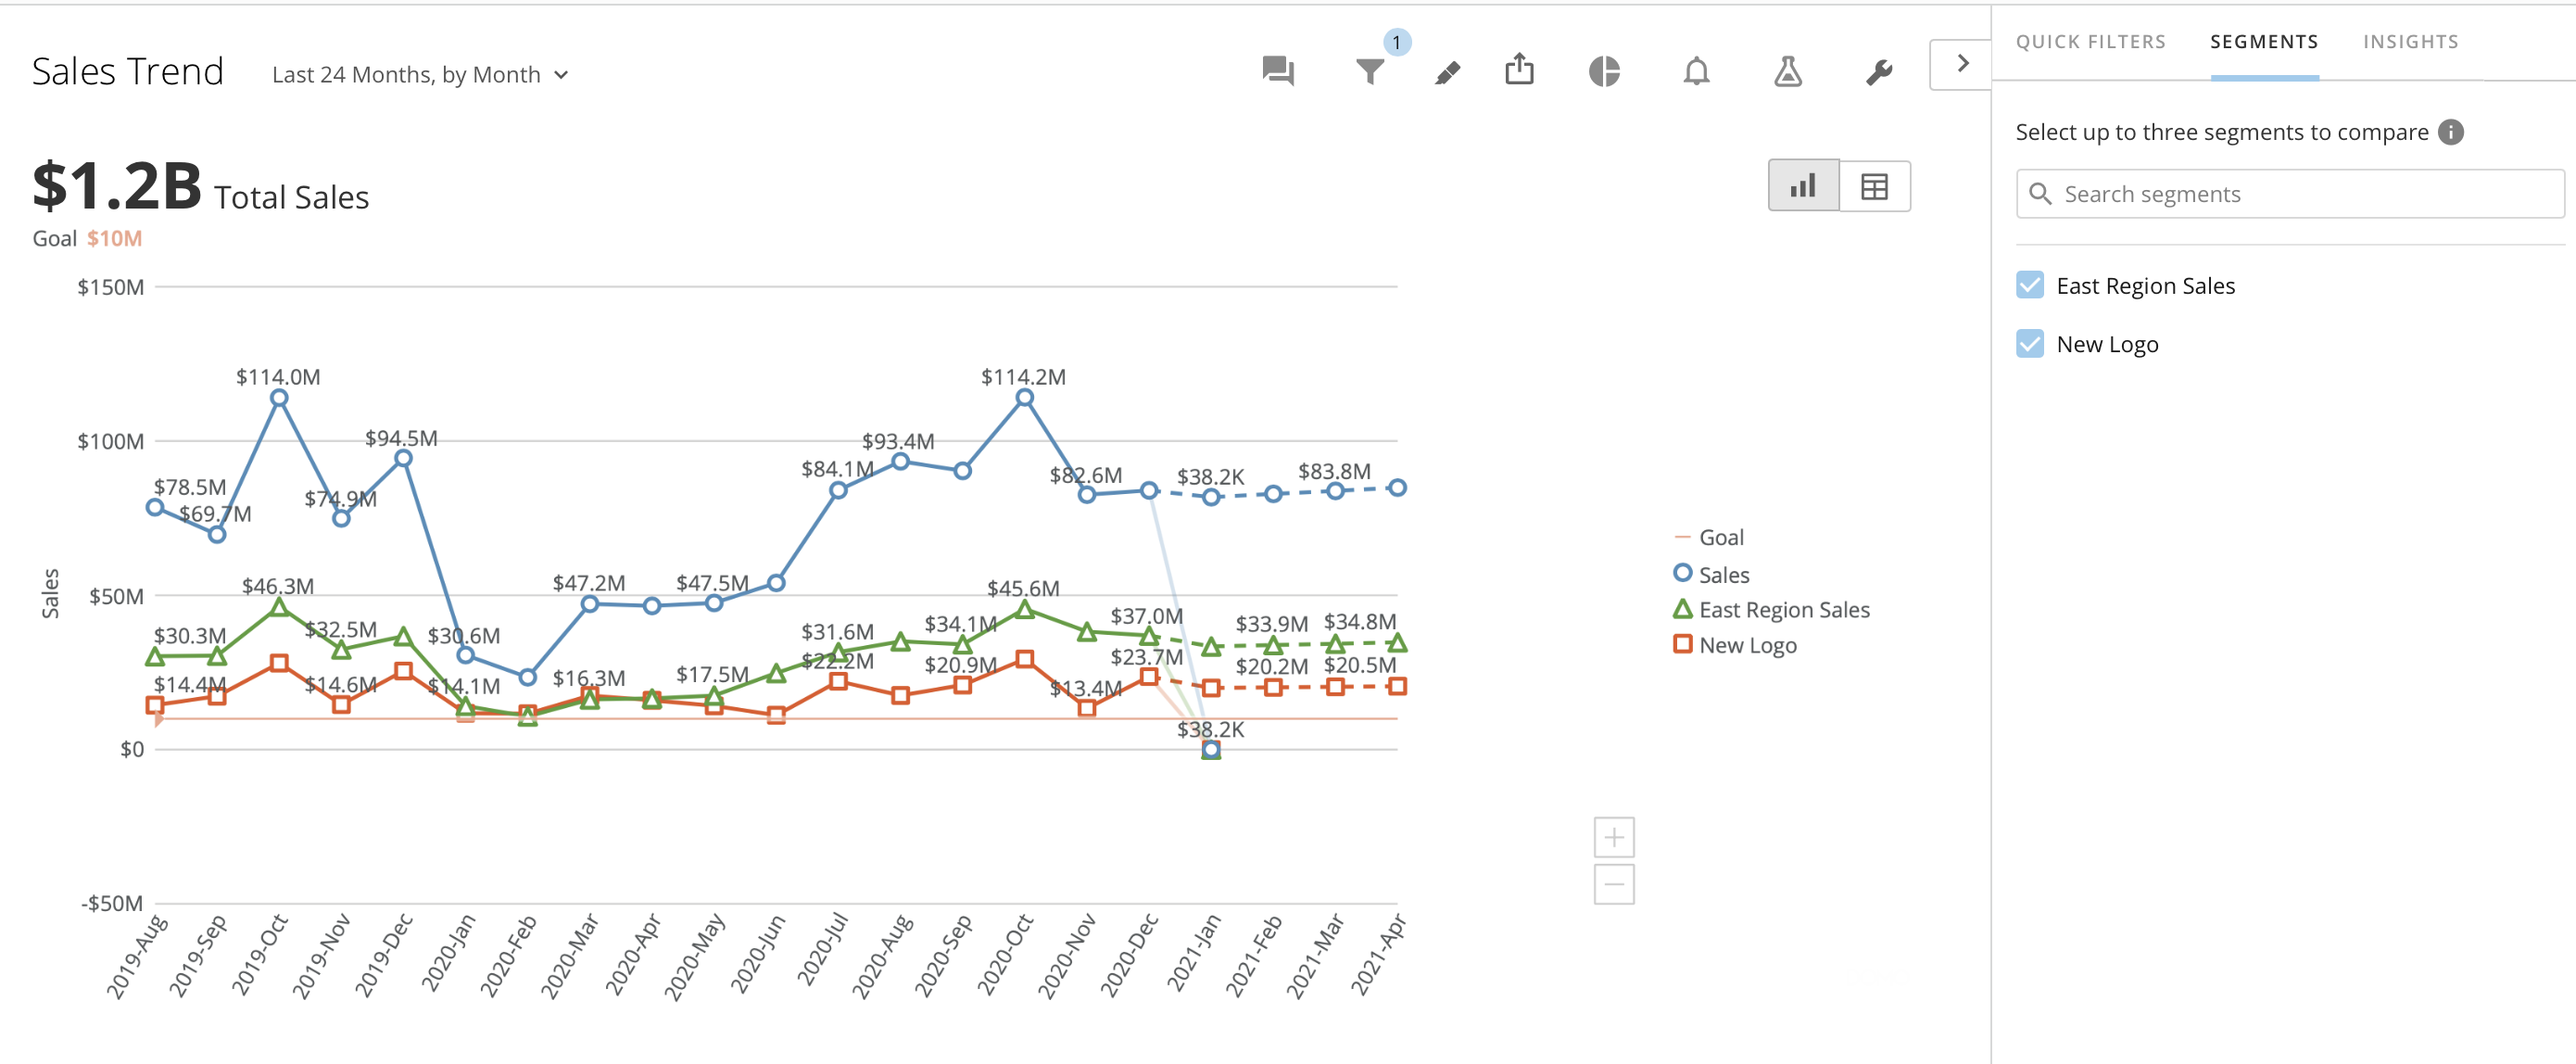 Sales Trend
Last 24 Months, by Month
1
QUICK FILTERS
SEGMENTS
INSIGHTS
Select up to three segments to compare
i
Search segments
East Region Sales
New Logo
$1.2B Total Sales
Goal $10M
$150M
$100M
$50M
$0
-$50M
Sales
$114.0M
$114.2M
$94.5M
$93.4M
$84.1M
$82.6M
$38.2K
$83.8M
$78.5M
$74.9M
$69.7M
$46.3M
$47.2M
$47.5M
$45.6M
$30.3M
$32.5M
$30.6M
$31.6M
$34.1M
$37.0M
$33.9M
$34.8M
$14.4M
$14.6M
$14.1M
$16.3M
$17.5M
$22.2M
$20.9M
$13.4M
$23.7M
$20.2M
$20.5M
$38.2K
Goal
Sales
East Region Sales
New Logo
2019-Aug
2019-Sep
2019-Oct
2019-Nov
2019-Dec
2020-Jan
2020-Feb
2020-Mar
2020-Apr
2020-May
2020-Jun
2020-Jul
2020-Aug
2020-Sep
2020-Oct
2020-Nov
2020-Dec
2021-Jan
2021-Feb
2021-Mar
2021-Apr